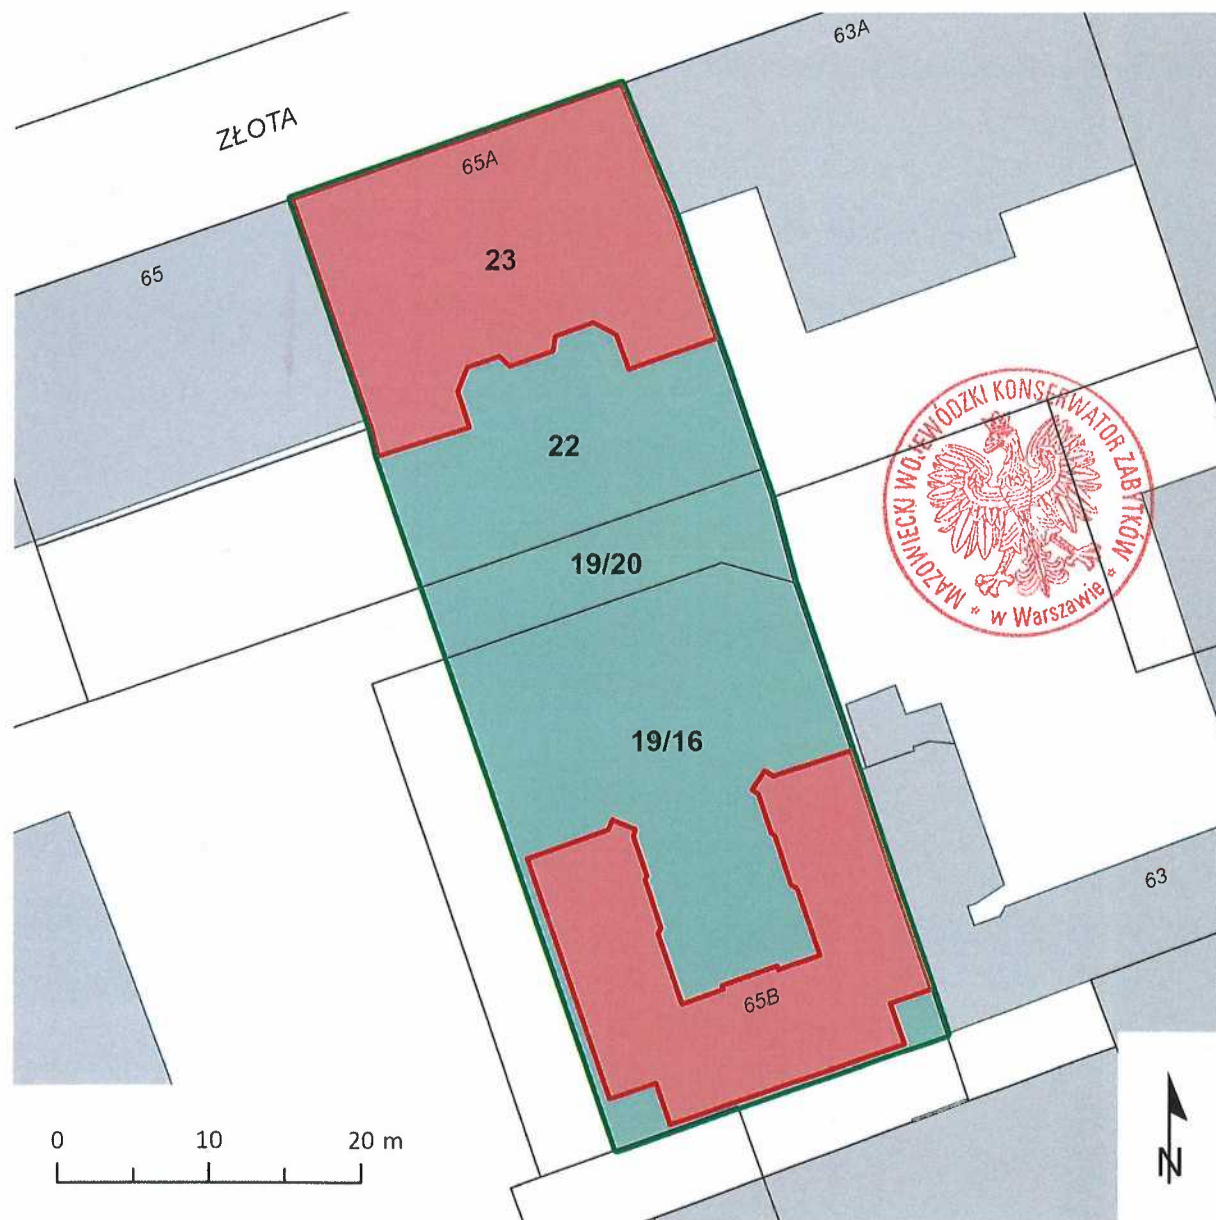 63A
ZŁOTA
65A
65
23
22
19/20
19/16
63
65B
0 10 20 m
N
MAZOWIECKI WOJEWÓDZKI KONSERWATOR ZABYTKÓW
* w Warszawie *